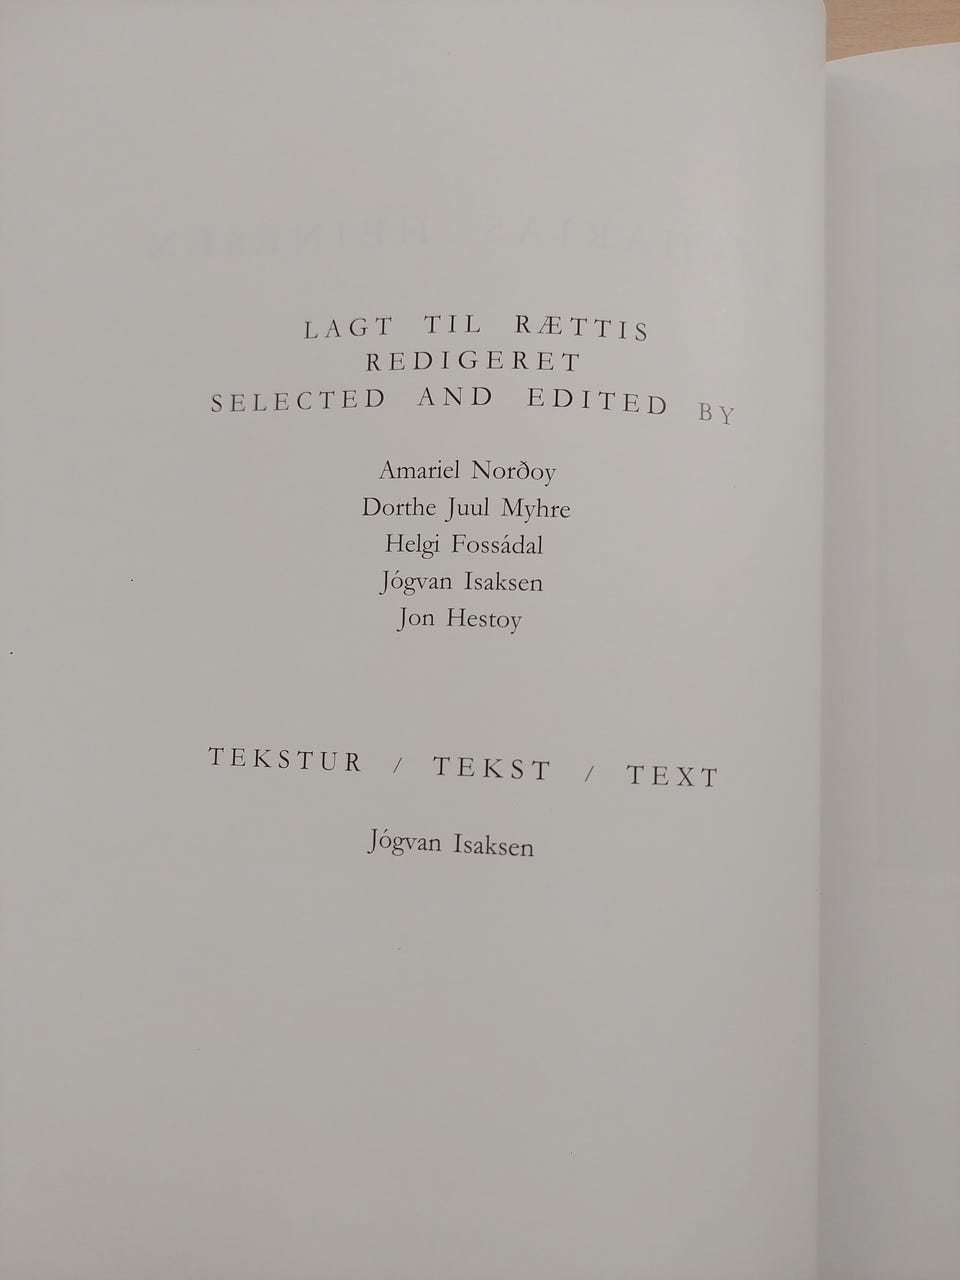 LAGT TIL RÆTTIS
REDIGERET
SELECTED AND EDITED BY
Amariel Norðoy
Dorthe Juul Myhre
Helgi Fossádal
Jógvan Isaksen
Jon Hestoy
TEKSTUR / TEKST / TEXT
Jógvan Isaksen